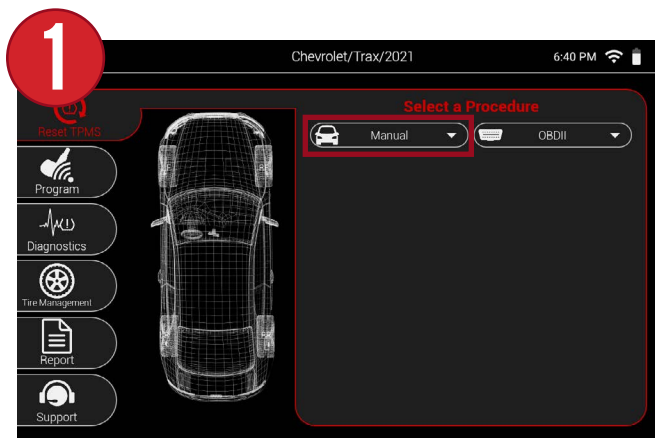 1
Chevrolet/Trax/2021
6:40 PM
Select a Procedure
Manual
OBDII
Reset TPMS
Program
Diagnostics
Tire Management
Report
Support